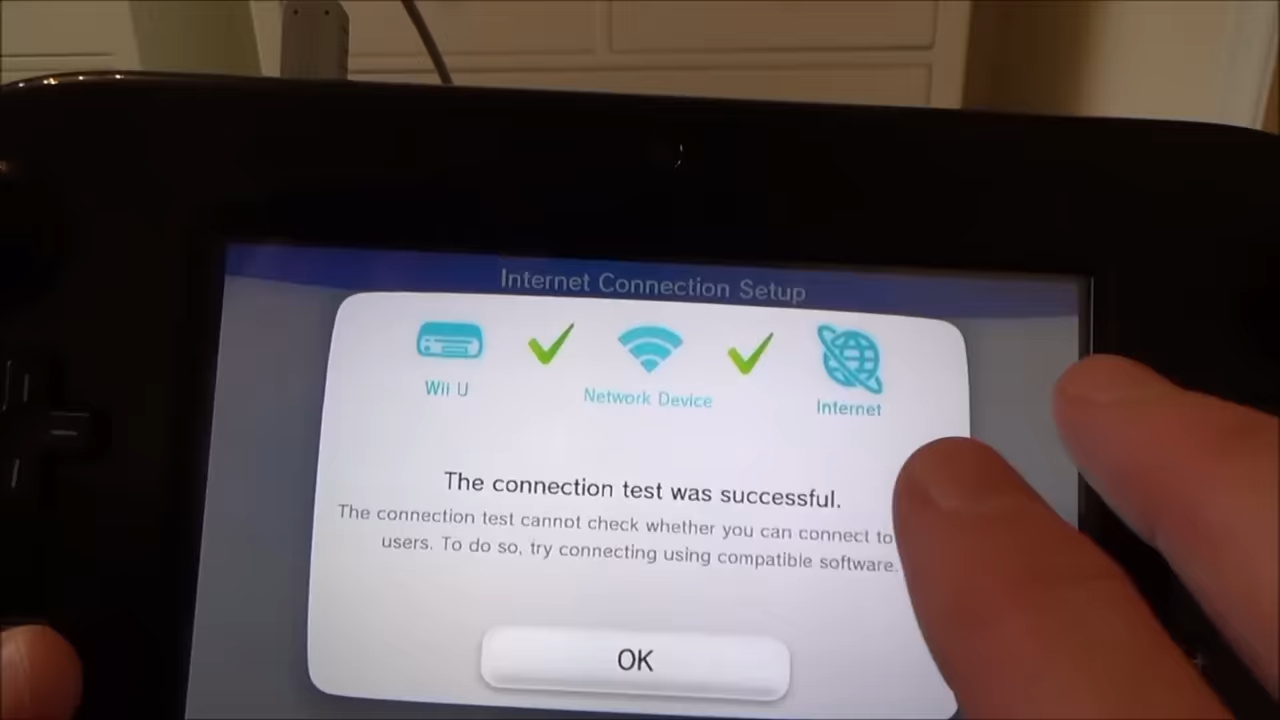 Internet Connection Setup
Wii U
Network Device
Internet
The connection test was successful.
The connection test cannot check whether you can connect to
users. To do so, try connecting using compatible software.
OK